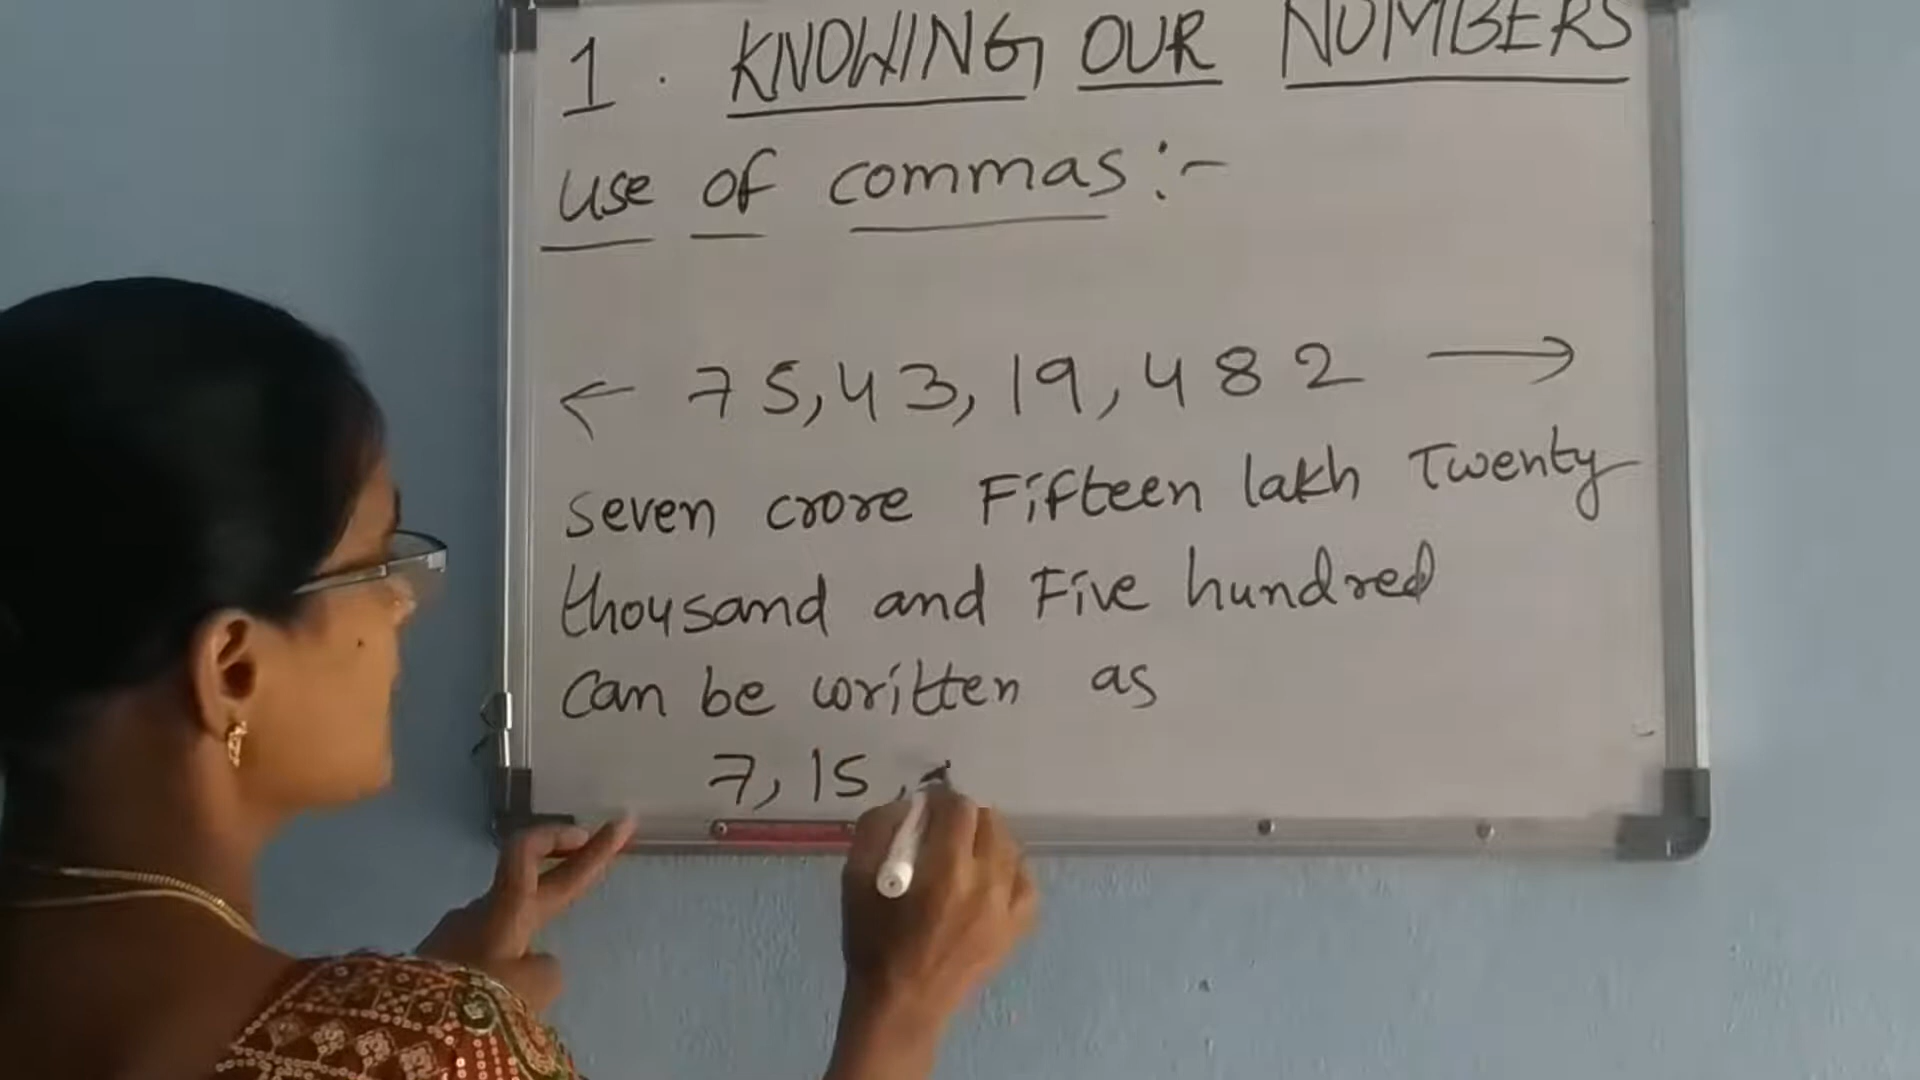 1. KNOWING OUR NUMBERS
use of commas:-
← 75,43,19,482 →
seven crore Fifteen lakh Twenty
thousand and Five hundred
can be written as
7, 15,